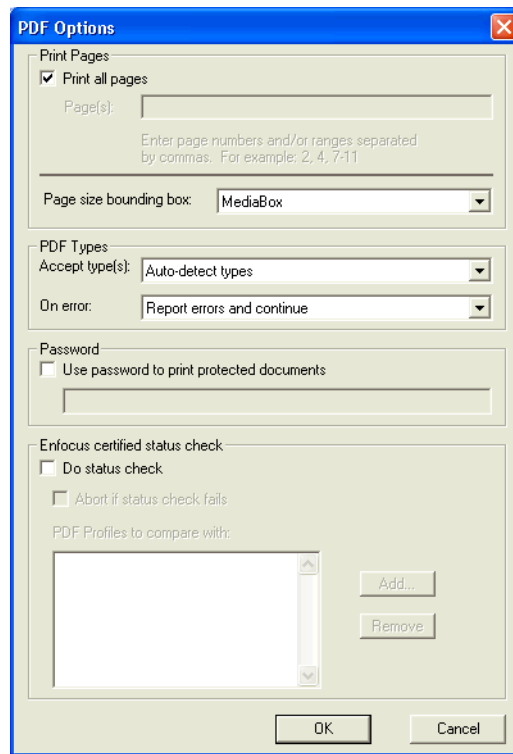 PDF Options
Print Pages
Print all pages
Page(s):
Enter page numbers and/or ranges separated
by commas. For example: 2, 4, 7-11
Page size bounding box: MediaBox
PDF Types
Accept type(s): Auto-detect types
On error: Report errors and continue
Password
Use password to print protected documents
Enfocus certified status check
Do status check
Abort if status check fails
PDF Profiles to compare with:
Add...
Remove
OK Cancel